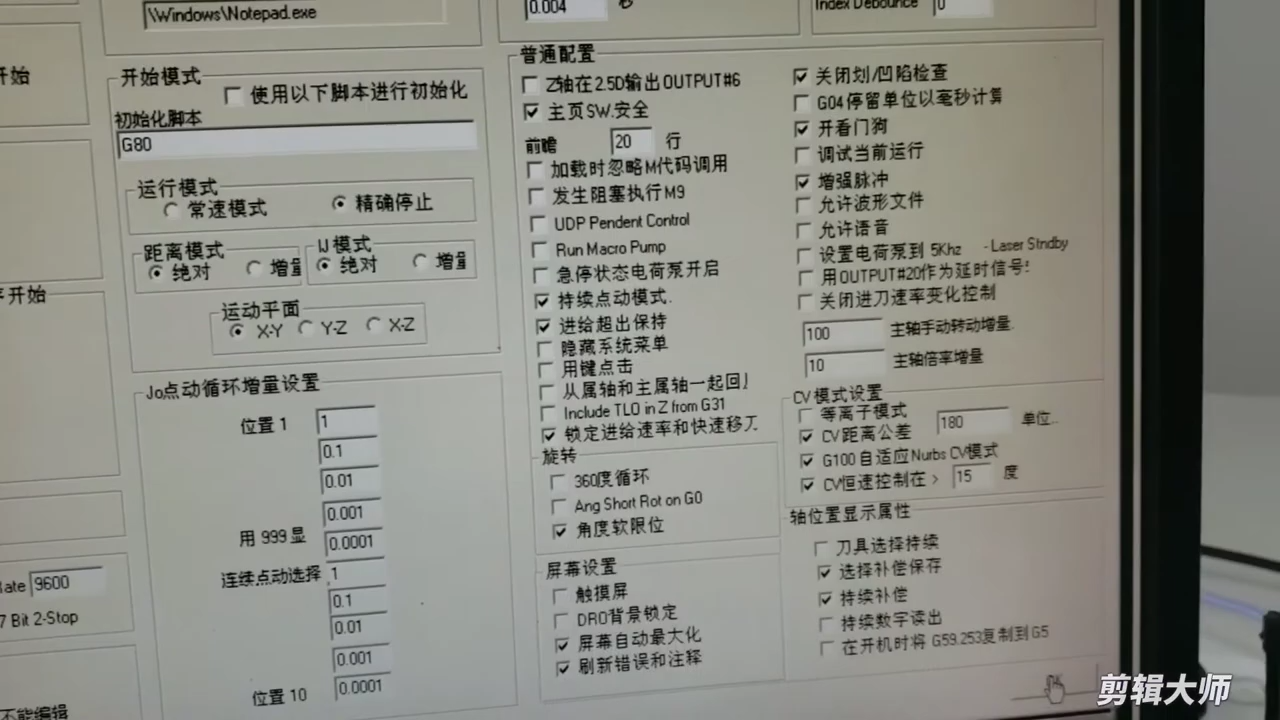 \Windows\Notepad.exe
开始模式
使用以下脚本进行初始化
初始化脚本
G80
运行模式
常速模式
精确停止
距离模式
绝对
增量
IJ模式
绝对
增量
运动平面
X-Y
Y-Z
X-Z
Jo点动循环增量设置
位置 1
1
0.1
0.01
0.001
用 999显
0.0001
连续点动选择
1
0.1
0.01
0.001
位置 10
0.0001
开始
开始
ate 9600
7 Bit 2-Stop
不能编辑
0.004 秒
Index Debounce 0
普通配置
Z轴在2.5D输出OUTPUT#6
主页SW.安全
前瞻 20 行
加载时忽略M代码调用
发生阻塞执行M9
UDP Pendent Control
Run Macro Pump
急停状态电荷泵开启
持续点动模式.
进给超出保持
隐藏系统菜单
用键点击
从属轴和主属轴一起回
Include TLO in Z from G31
锁定进给速率和快速移
旋转
360度循环
Ang Short Rot on G0
角度软限位
屏幕设置
触摸屏
DRO背景锁定
屏幕自动最大化
刷新错误和注释
关闭划/凹陷检查
G04停留单位以毫秒计算
开看门狗
调试当前运行
增强脉冲
允许波形文件
允许语音
设置电荷泵到 5Khz - Laser Stndby
用OUTPUT#20作为延时信号!
关闭进刀速率变化控制
100 主轴手动转动增量.
10 主轴倍率增量
CV模式设置
等离子模式
CV距离公差 180 单位..
G100自适应Nurbs CV模式
CV恒速控制在 > 15 度
轴位置显示属性
刀具选择持续
选择补偿保存
持续补偿
持续数字读出
在开机时将 G59.253复制到G5
剪辑大师